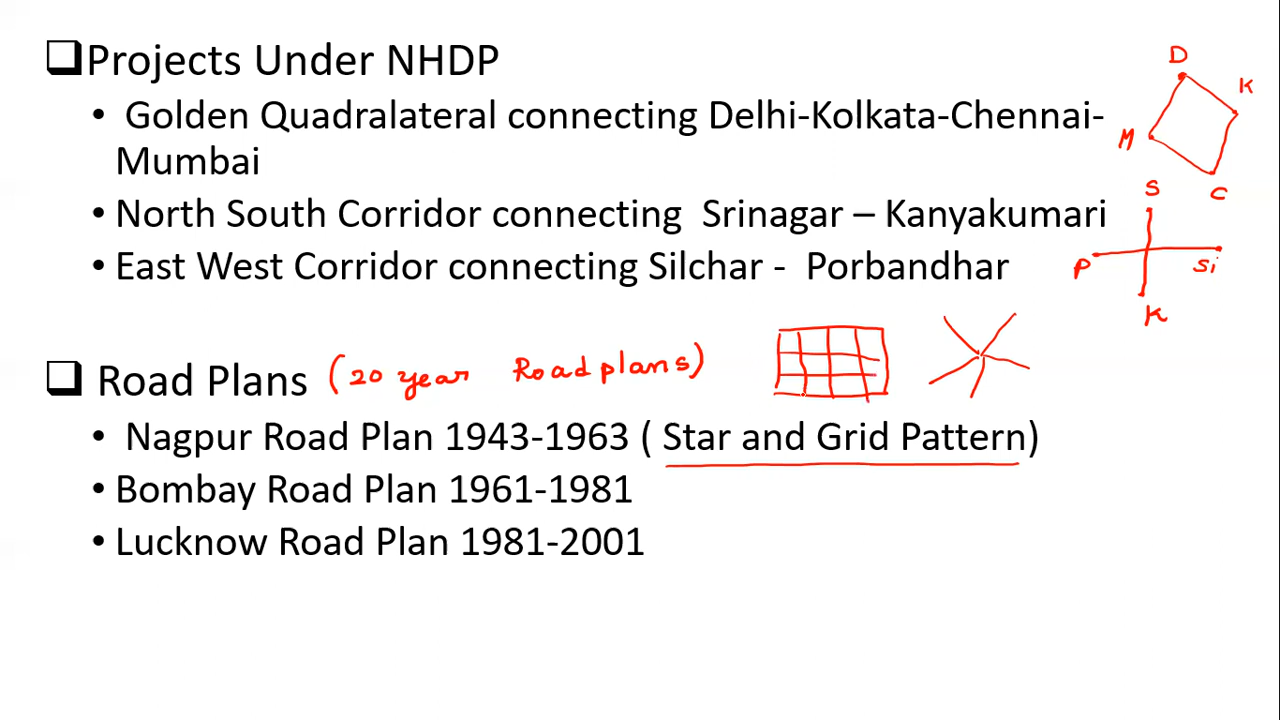 ❑Projects Under NHDP
• Golden Quadralateral connecting Delhi-Kolkata-Chennai-
Mumbai
• North South Corridor connecting Srinagar – Kanyakumari
• East West Corridor connecting Silchar - Porbandhar
D
K
M
C
S
P
Si
K
❑ Road Plans (20 year Road plans)
• Nagpur Road Plan 1943-1963 ( Star and Grid Pattern)
• Bombay Road Plan 1961-1981
• Lucknow Road Plan 1981-2001